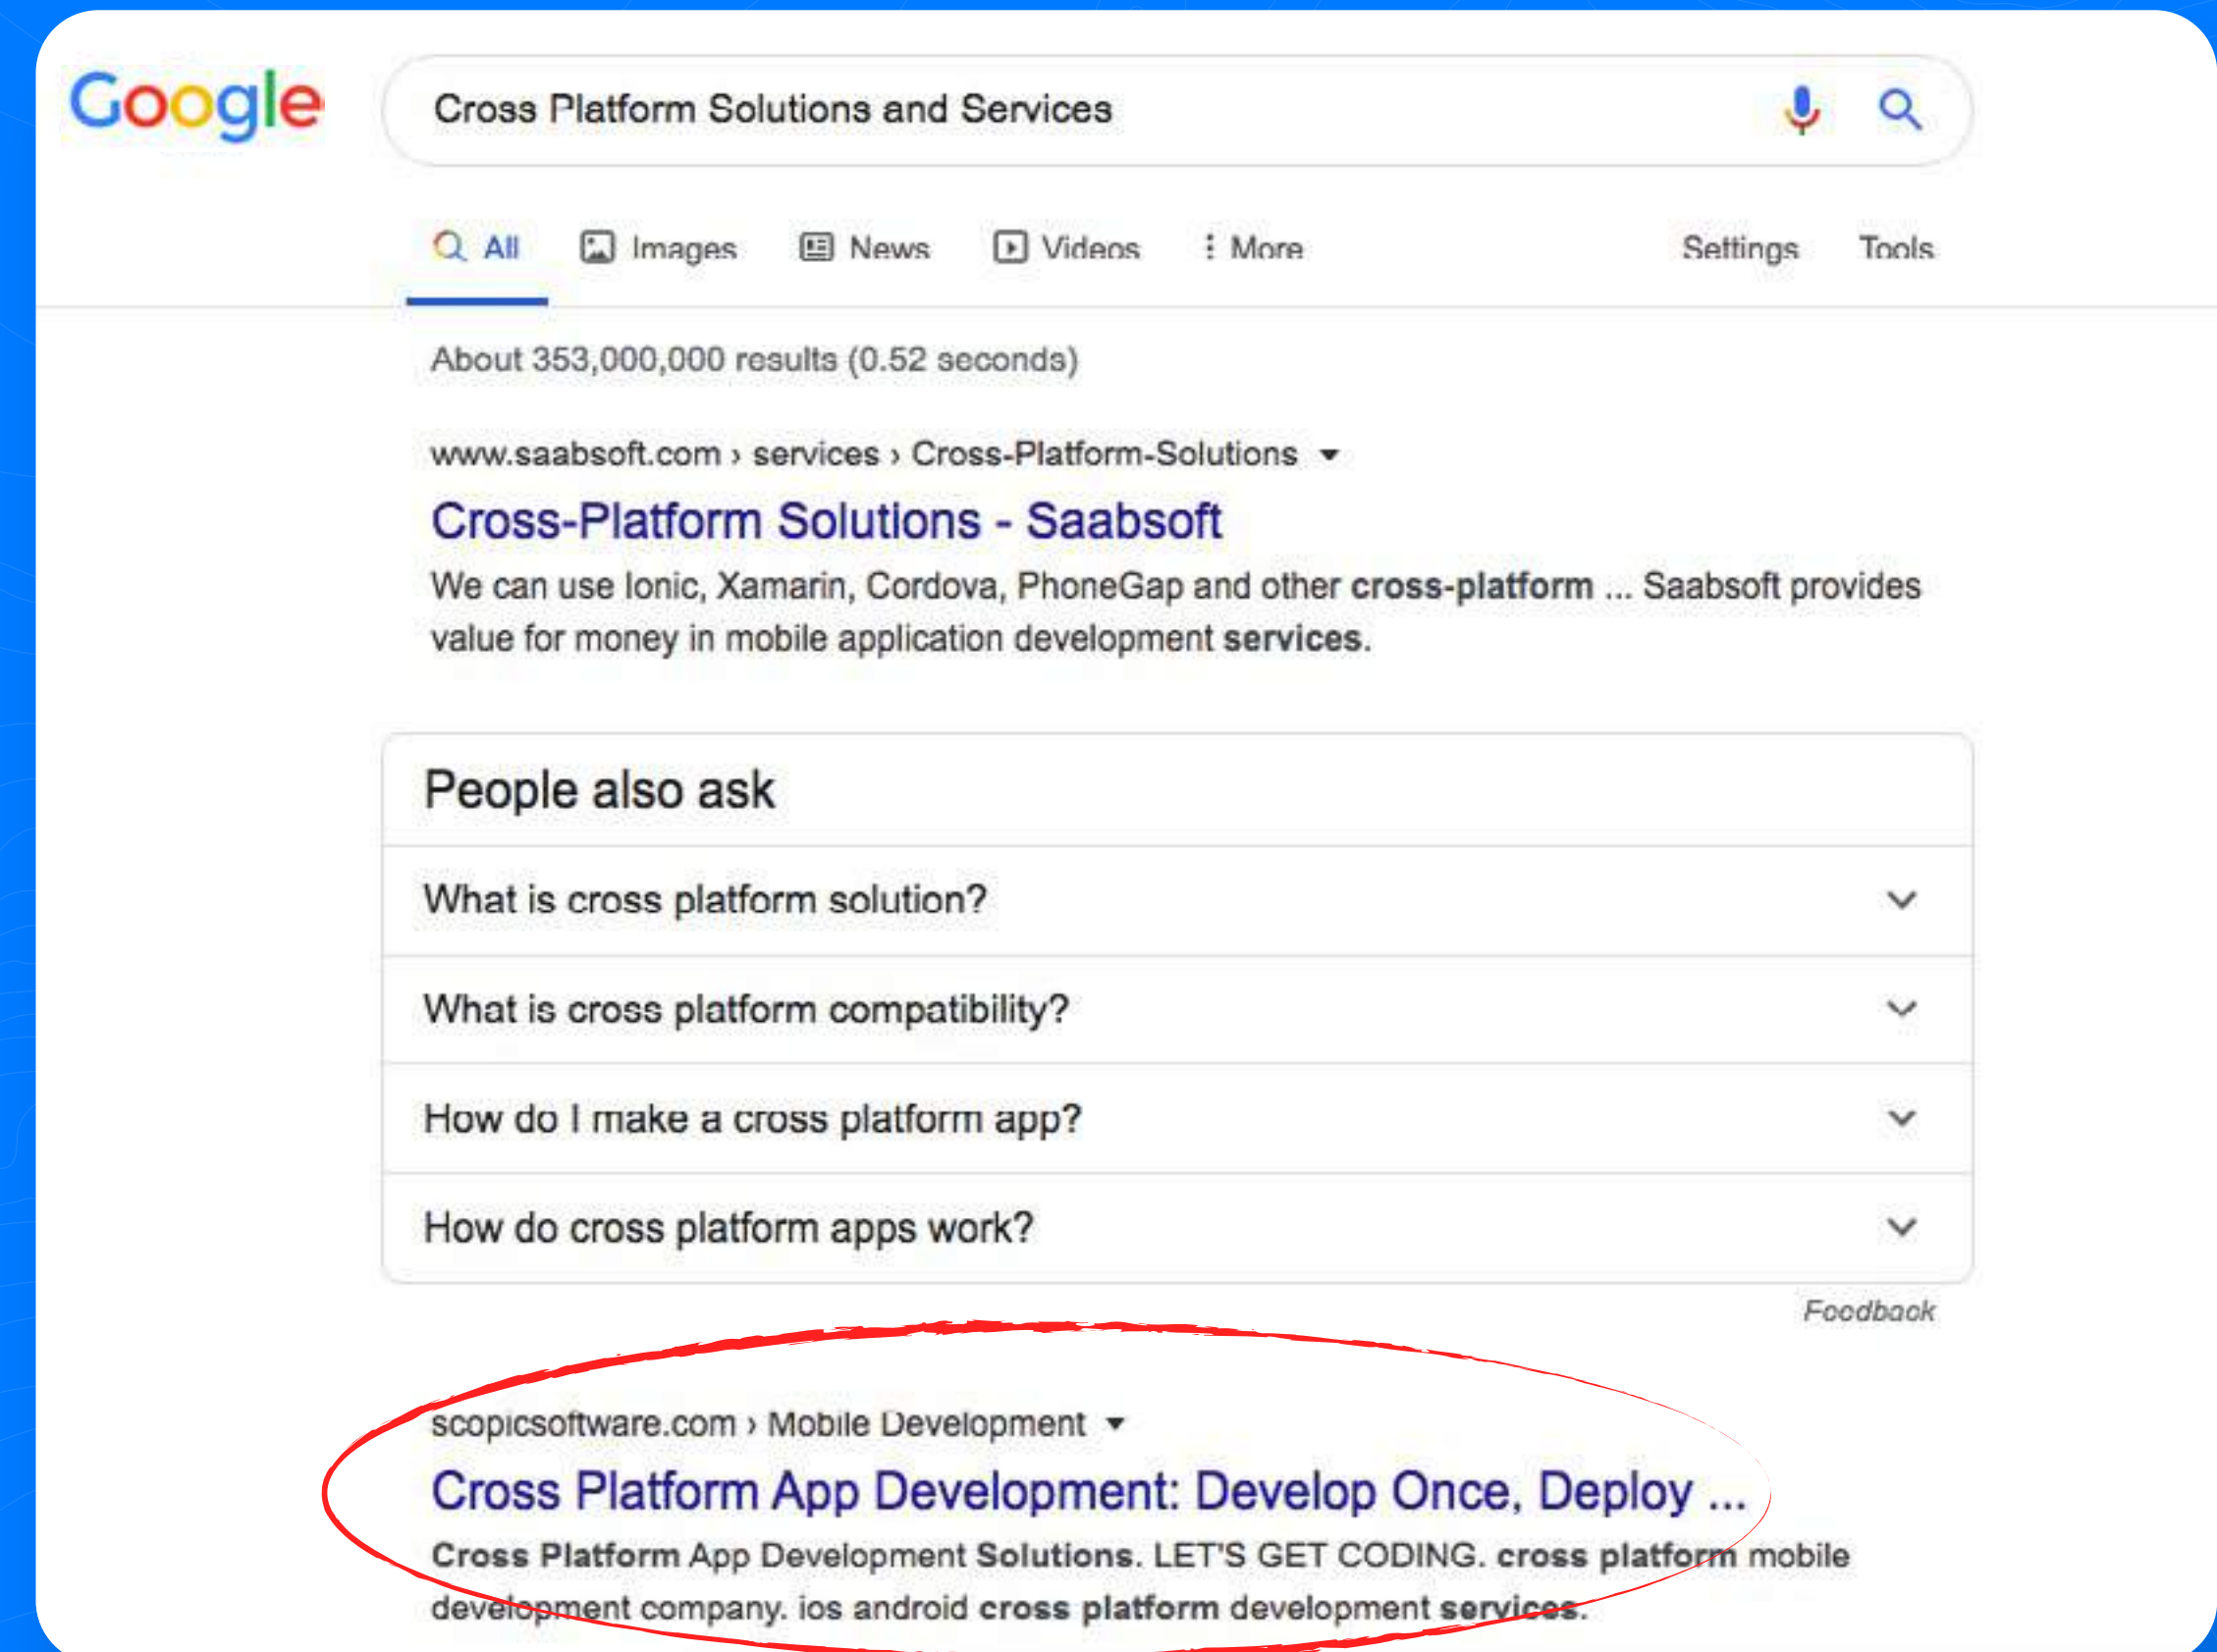 Google
Cross Platform Solutions and Services
All Images News Videos More Settings Tools
About 353,000,000 results (0.52 seconds)
www.saabsoft.com › services › Cross-Platform-Solutions
Cross-Platform Solutions - Saabsoft
We can use Ionic, Xamarin, Cordova, PhoneGap and other cross-platform ... Saabsoft provides
value for money in mobile application development services.
People also ask
What is cross platform solution?
What is cross platform compatibility?
How do I make a cross platform app?
How do cross platform apps work?
Feedback
scopicsoftware.com › Mobile Development
Cross Platform App Development: Develop Once, Deploy ...
Cross Platform App Development Solutions. LET'S GET CODING. cross platform mobile
development company. ios android cross platform development services.